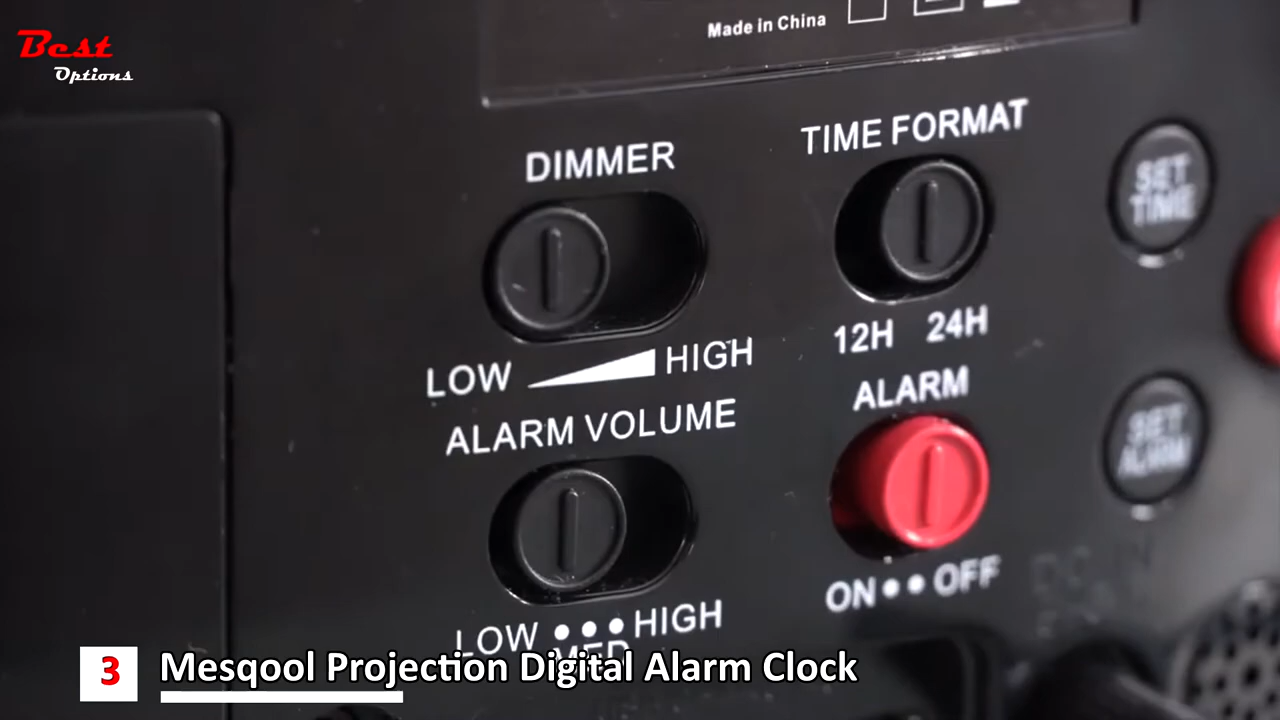 Best
Options
Made in China
DIMMER
TIME FORMAT
SET
TIME
LOW HIGH
12H 24H
ALARM VOLUME
ALARM
SET
ALARM
LOW ••• HIGH
MED
ON •• OFF
3 Mesqool Projection Digital Alarm Clock